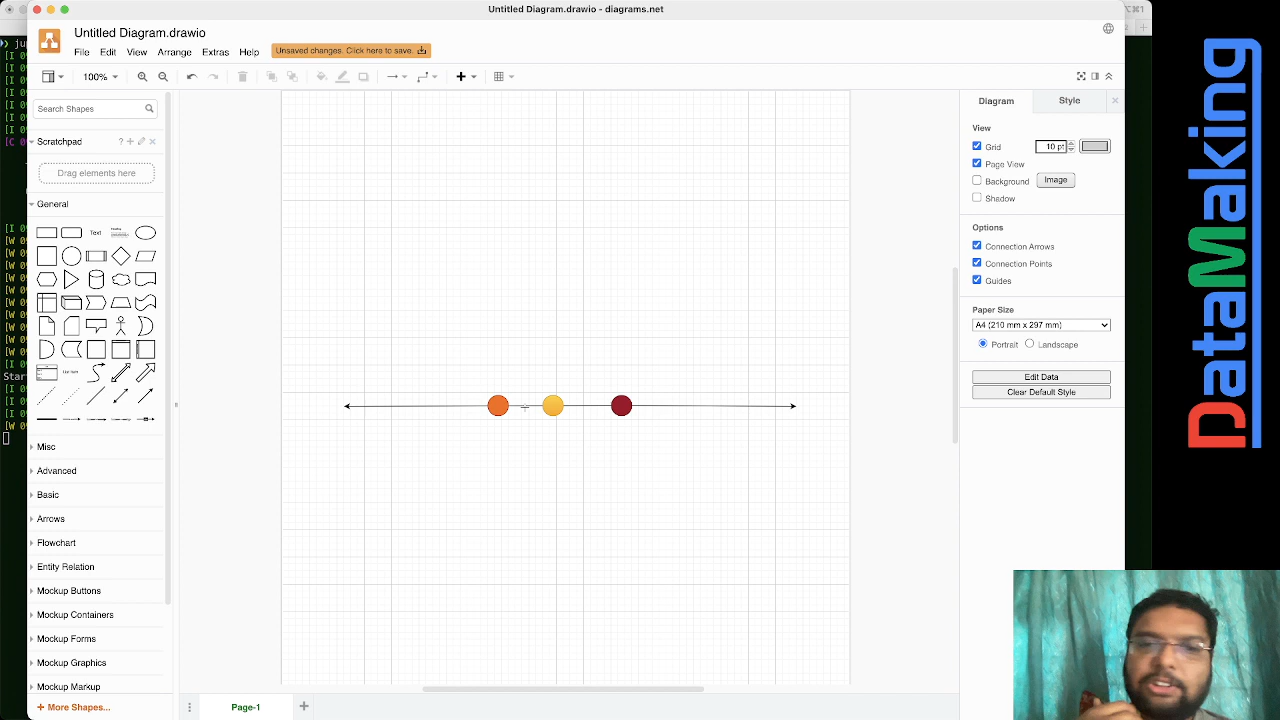 Untitled Diagram.drawio - diagrams.net
Untitled Diagram.drawio
File Edit View Arrange Extras Help
Unsaved changes. Click here to save.
100%
Search Shapes
Scratchpad
?
Drag elements here
General
Text
Misc
Advanced
Basic
Arrows
Flowchart
Entity Relation
Mockup Buttons
Mockup Containers
Mockup Forms
Mockup Graphics
Mockup Markup
+ More Shapes...
Page-1
Diagram Style
View
Grid 10 pt
Page View
Background Image
Shadow
Options
Connection Arrows
Connection Points
Guides
Paper Size
A4 (210 mm x 297 mm)
Portrait Landscape
Edit Data
Clear Default Style
DataMaking